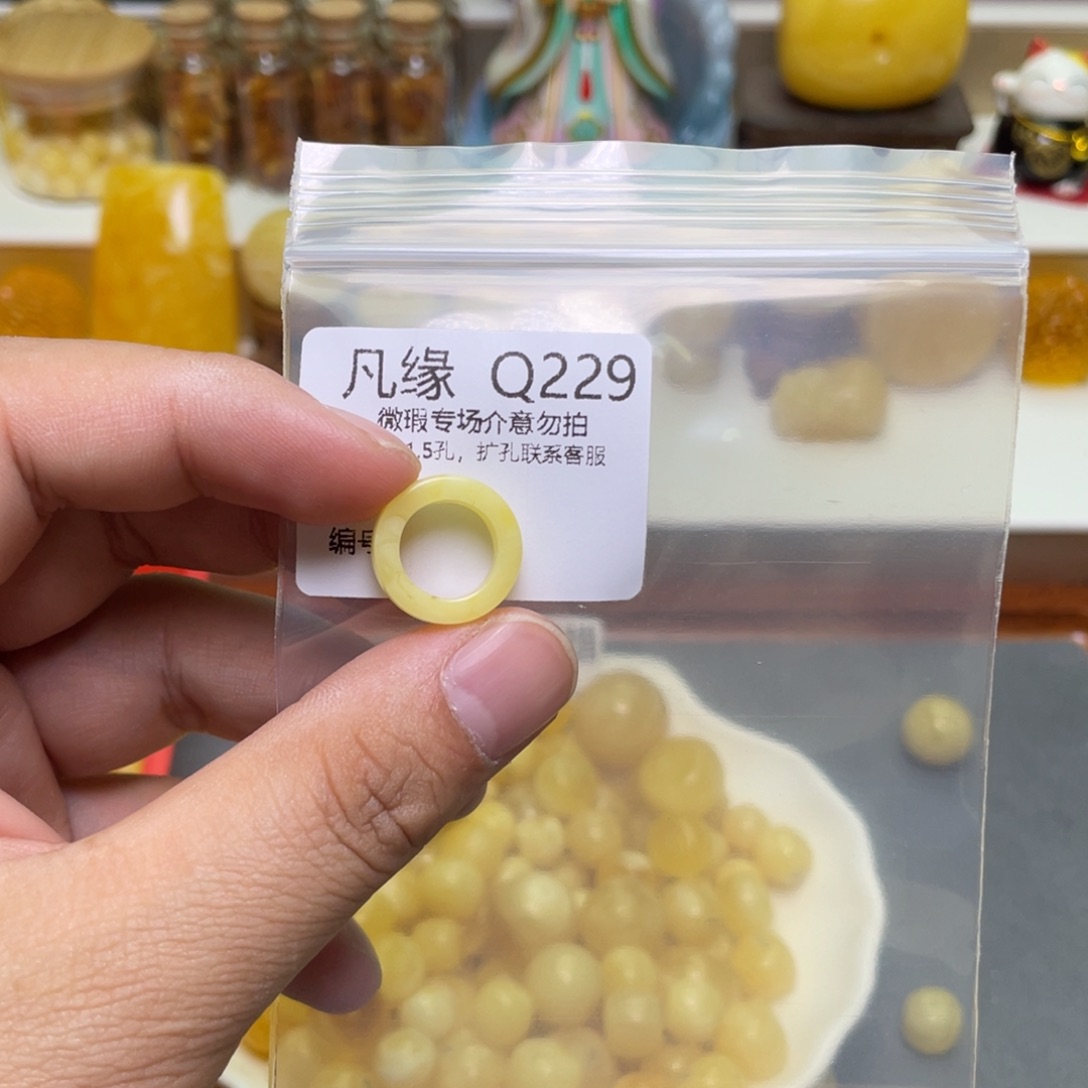 凡缘 Q229
微瑕专场介意勿拍
.5孔，扩孔联系客服
编号